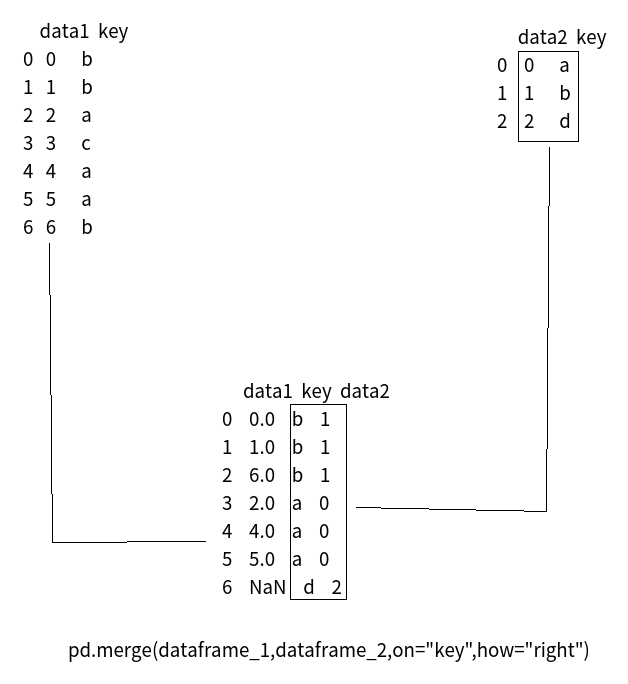 data1 key
0 0 b
1 1 b
2 2 a
3 3 c
4 4 a
5 5 a
6 6 b
data2 key
0 0 a
1 1 b
2 2 d
data1 key data2
0 0.0 b 1
1 1.0 b 1
2 6.0 b 1
3 2.0 a 0
4 4.0 a 0
5 5.0 a 0
6 NaN d 2
pd.merge(dataframe_1,dataframe_2,on="key",how="right")